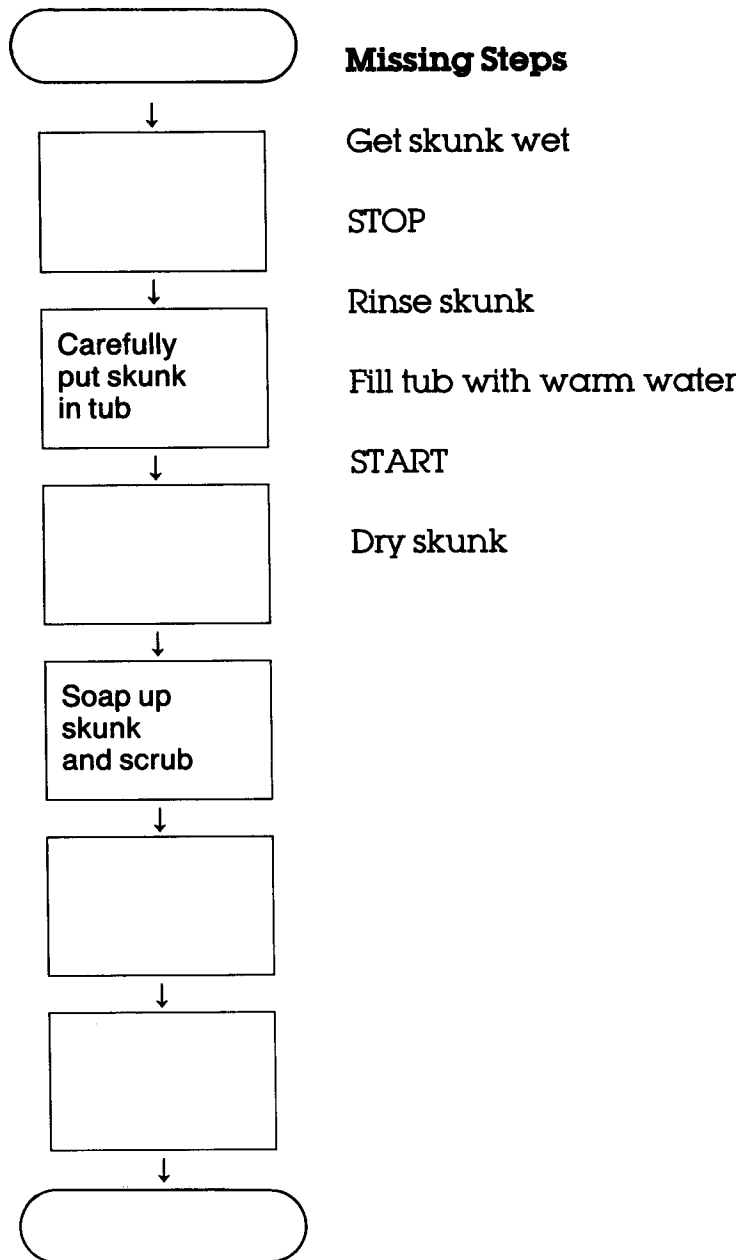 Missing Steps
Get skunk wet
STOP
Rinse skunk
Carefully
put skunk
in tub
Fill tub with warm water
START
Dry skunk
Soap up
skunk
and scrub